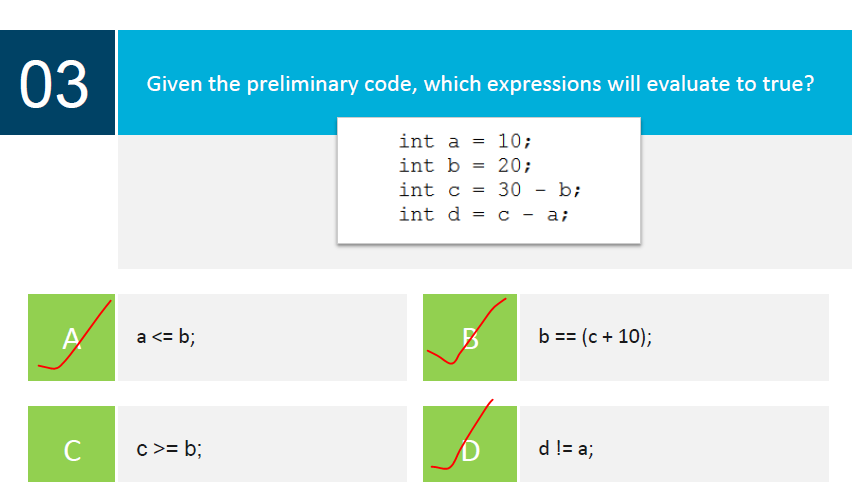 03
Given the preliminary code, which expressions will evaluate to true?
int a = 10;
int b = 20;
int c = 30 - b;
int d = c - a;
A
a <= b;
B
b == (c + 10);
C
c >= b;
D
d != a;